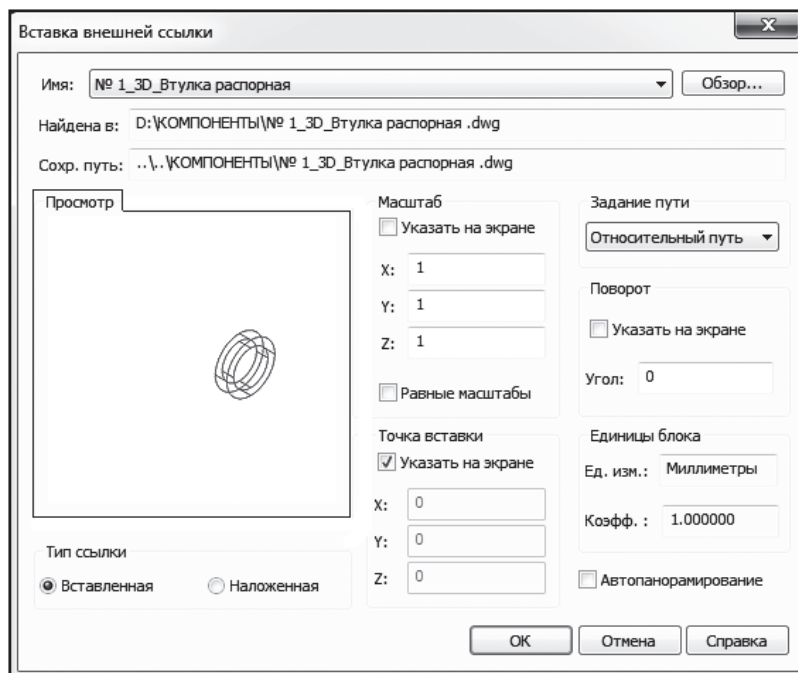 Вставка внешней ссылки
Имя: № 1_3D_Втулка распорная Обзор...
Найдена в: D:\КОМПОНЕНТЫ\№ 1_3D_Втулка распорная .dwg
Сохр. путь: ..\..\КОМПОНЕНТЫ\№ 1_3D_Втулка распорная .dwg
Просмотр
Масштаб
Указать на экране
X: 1
Y: 1
Z: 1
Равные масштабы
Задание пути
Относительный путь
Поворот
Указать на экране
Угол: 0
Точка вставки
Указать на экране
X: 0
Y: 0
Z: 0
Единицы блока
Ед. изм.: Миллиметры
Коэфф. : 1.000000
Тип ссылки
Вставленная Наложенная
Автопанорамирование
ОК Отмена Справка